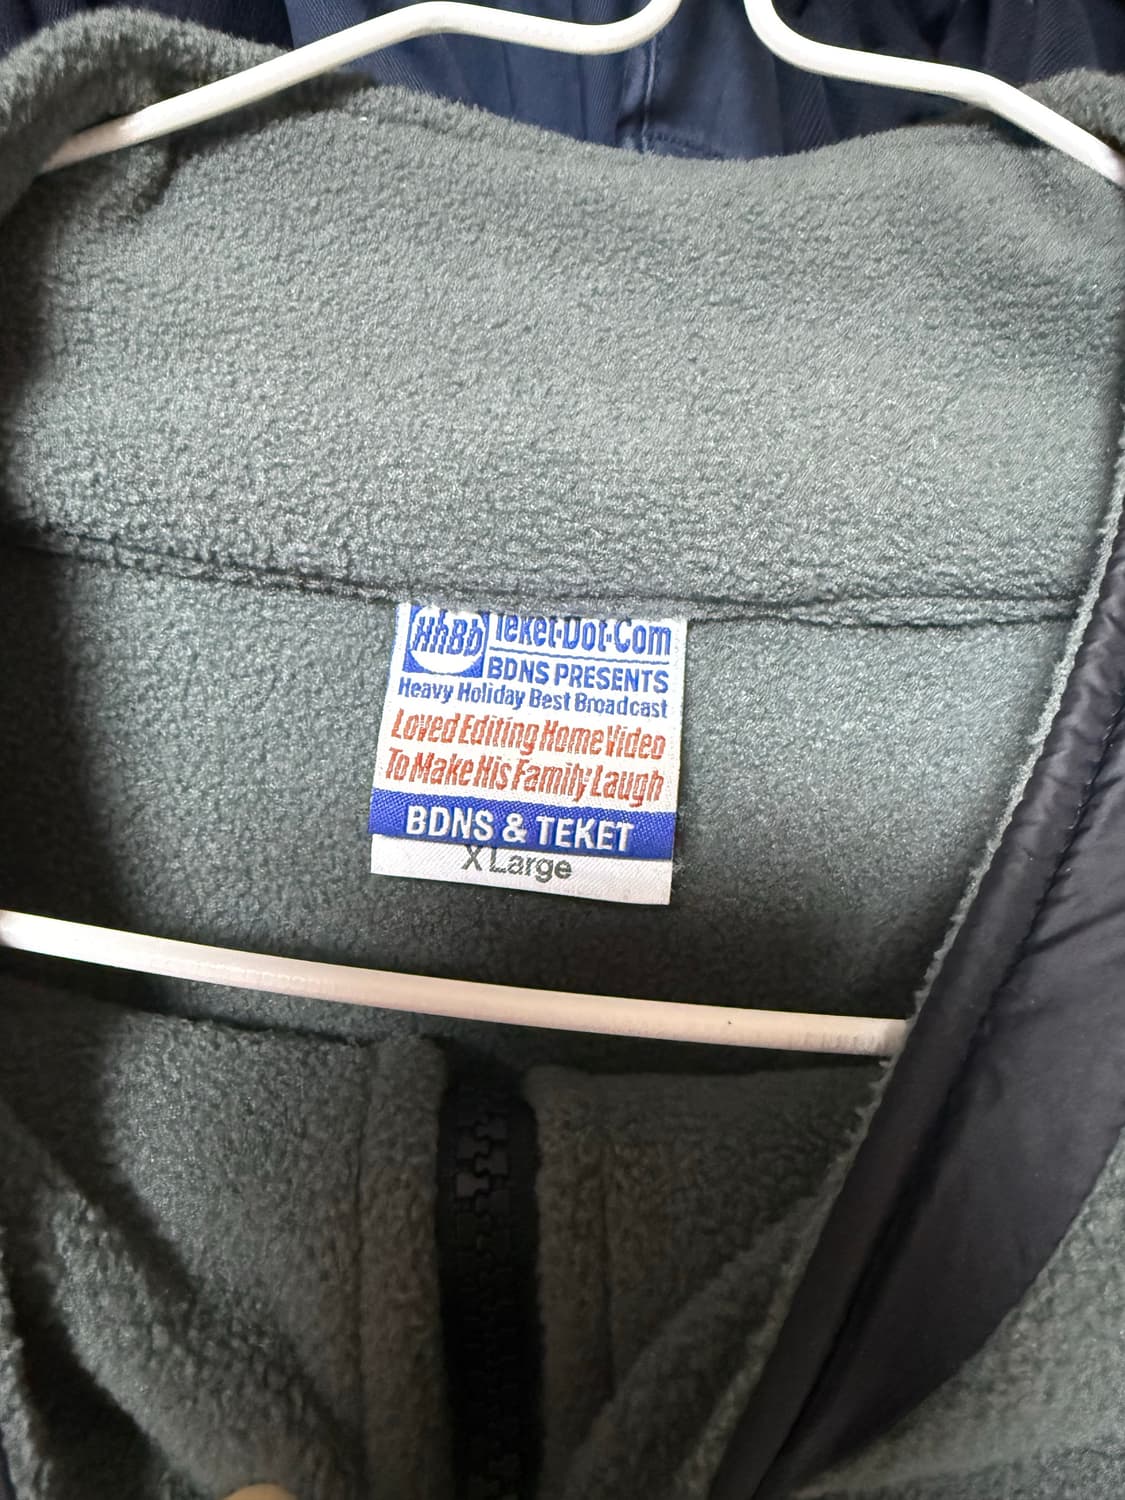 HhBb
Teket·Dot·Com
BDNS PRESENTS
Heavy Holiday Best Broadcast
Loved Editing Home Video
To Make His Family Laugh
BDNS & TEKET
X Large